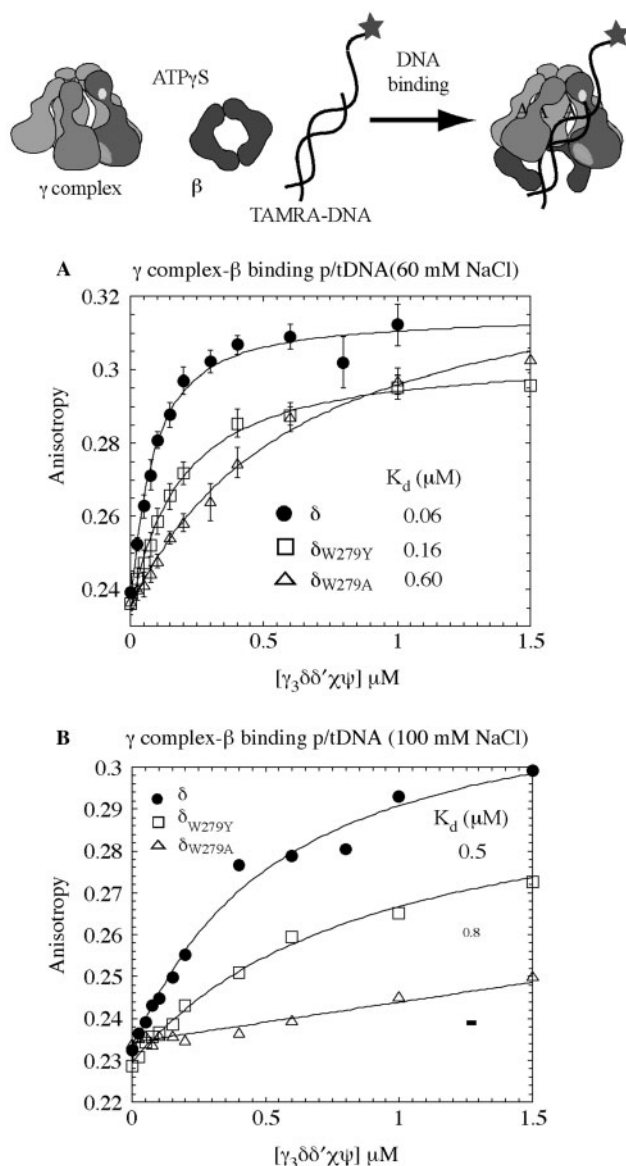 ATPγS
DNA
binding
γ complex
β
TAMRA-DNA
A γ complex-β binding p/tDNA(60 mM NaCl)
0.32
0.3
0.28
0.26
0.24
Anisotropy
K_d (μM)
δ 0.06
δ_W279Y 0.16
δ_W279A 0.60
0 0.5 1 1.5
[γ₃δδ′χψ] μM
B γ complex-β binding p/tDNA (100 mM NaCl)
0.3
0.29
0.28
0.27
0.26
0.25
0.24
0.23
0.22
Anisotropy
δ
δ_W279Y
δ_W279A
K_d (μM)
0.5
0.8
-
0 0.5 1 1.5
[γ₃δδ′χψ] μM